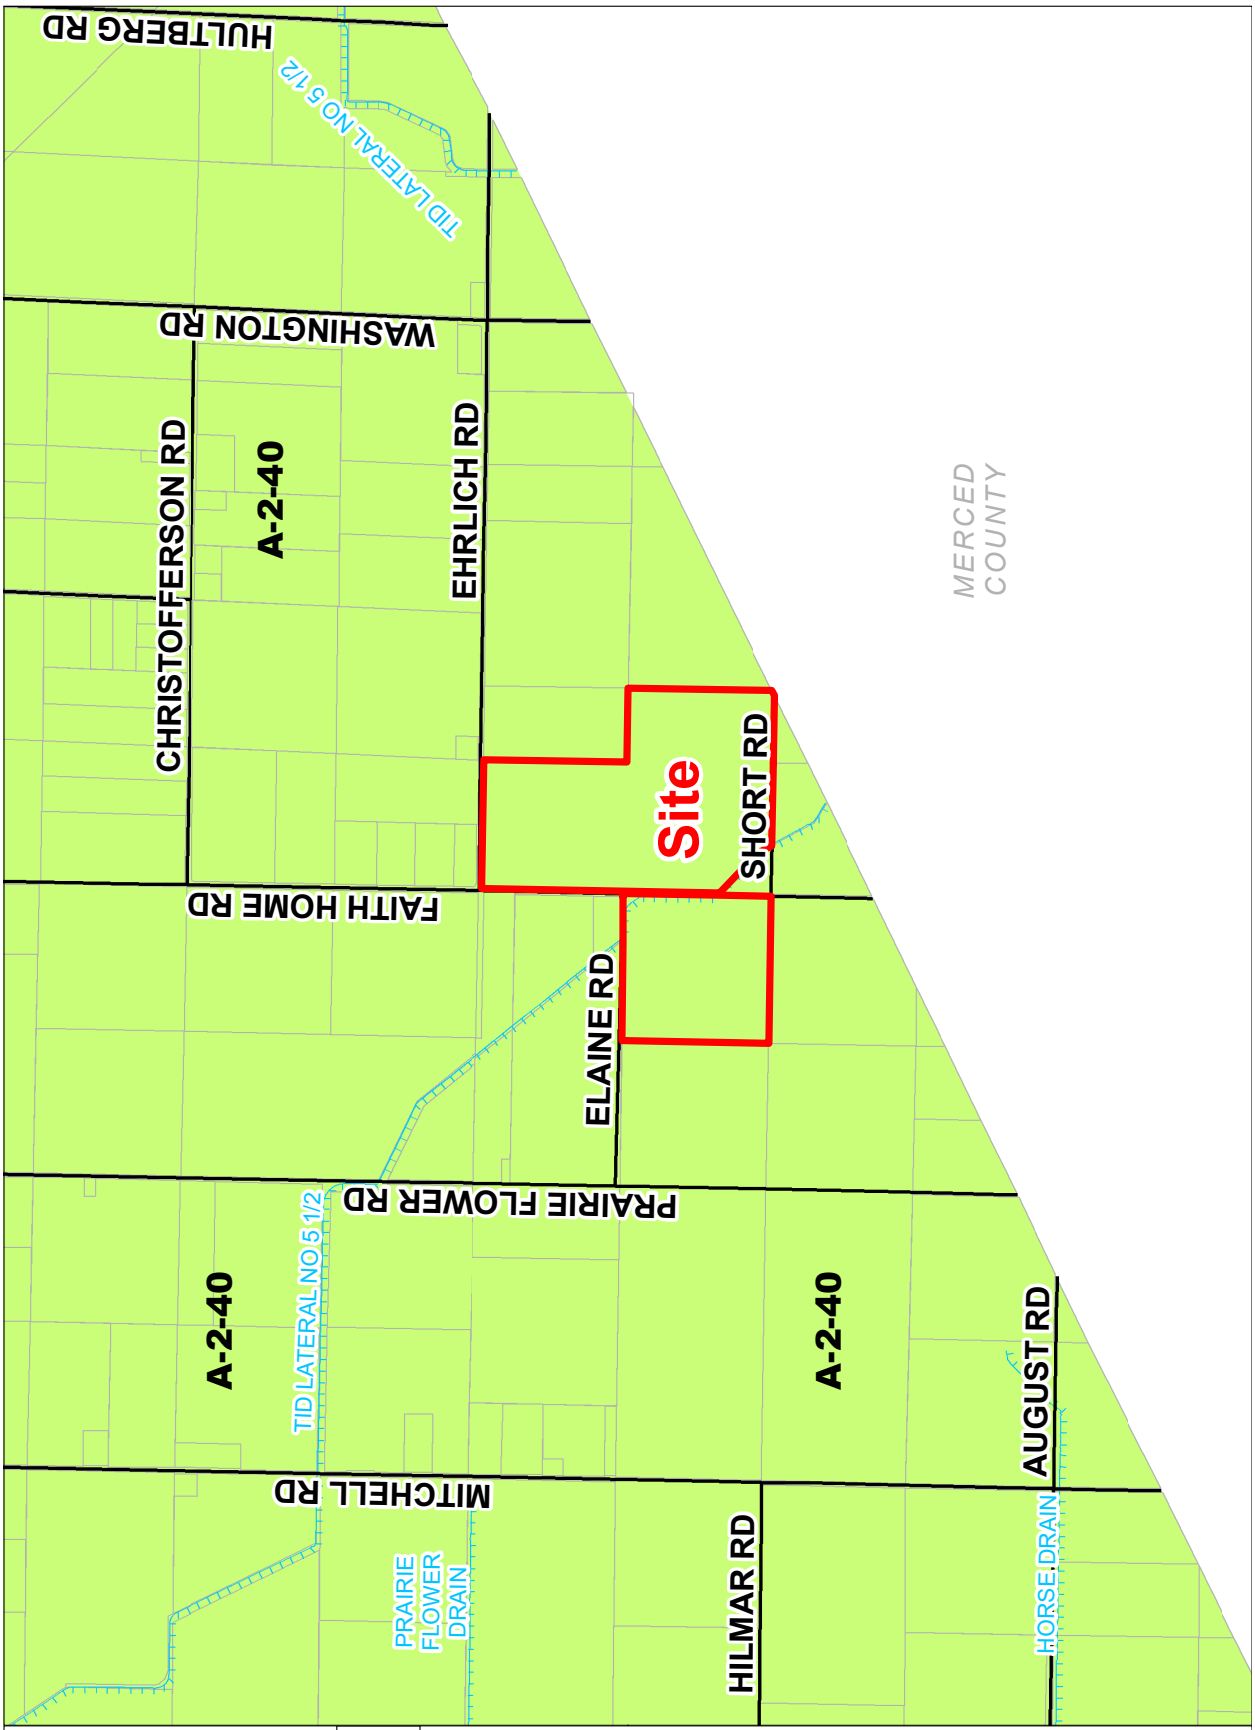 HULTBERG RD
TID LATERAL NO 5 1/2
WASHINGTON RD
CHRISTOFFERSON RD
A-2-40
EHRLICH RD
MERCED
COUNTY
Site
SHORT RD
FAITH HOME RD
ELAINE RD
PRAIRIE FLOWER RD
TID LATERAL NO 5 1/2
A-2-40
A-2-40
AUGUST RD
MITCHELL RD
PRAIRIE
FLOWER
DRAIN
HILMAR RD
HORSE DRAIN